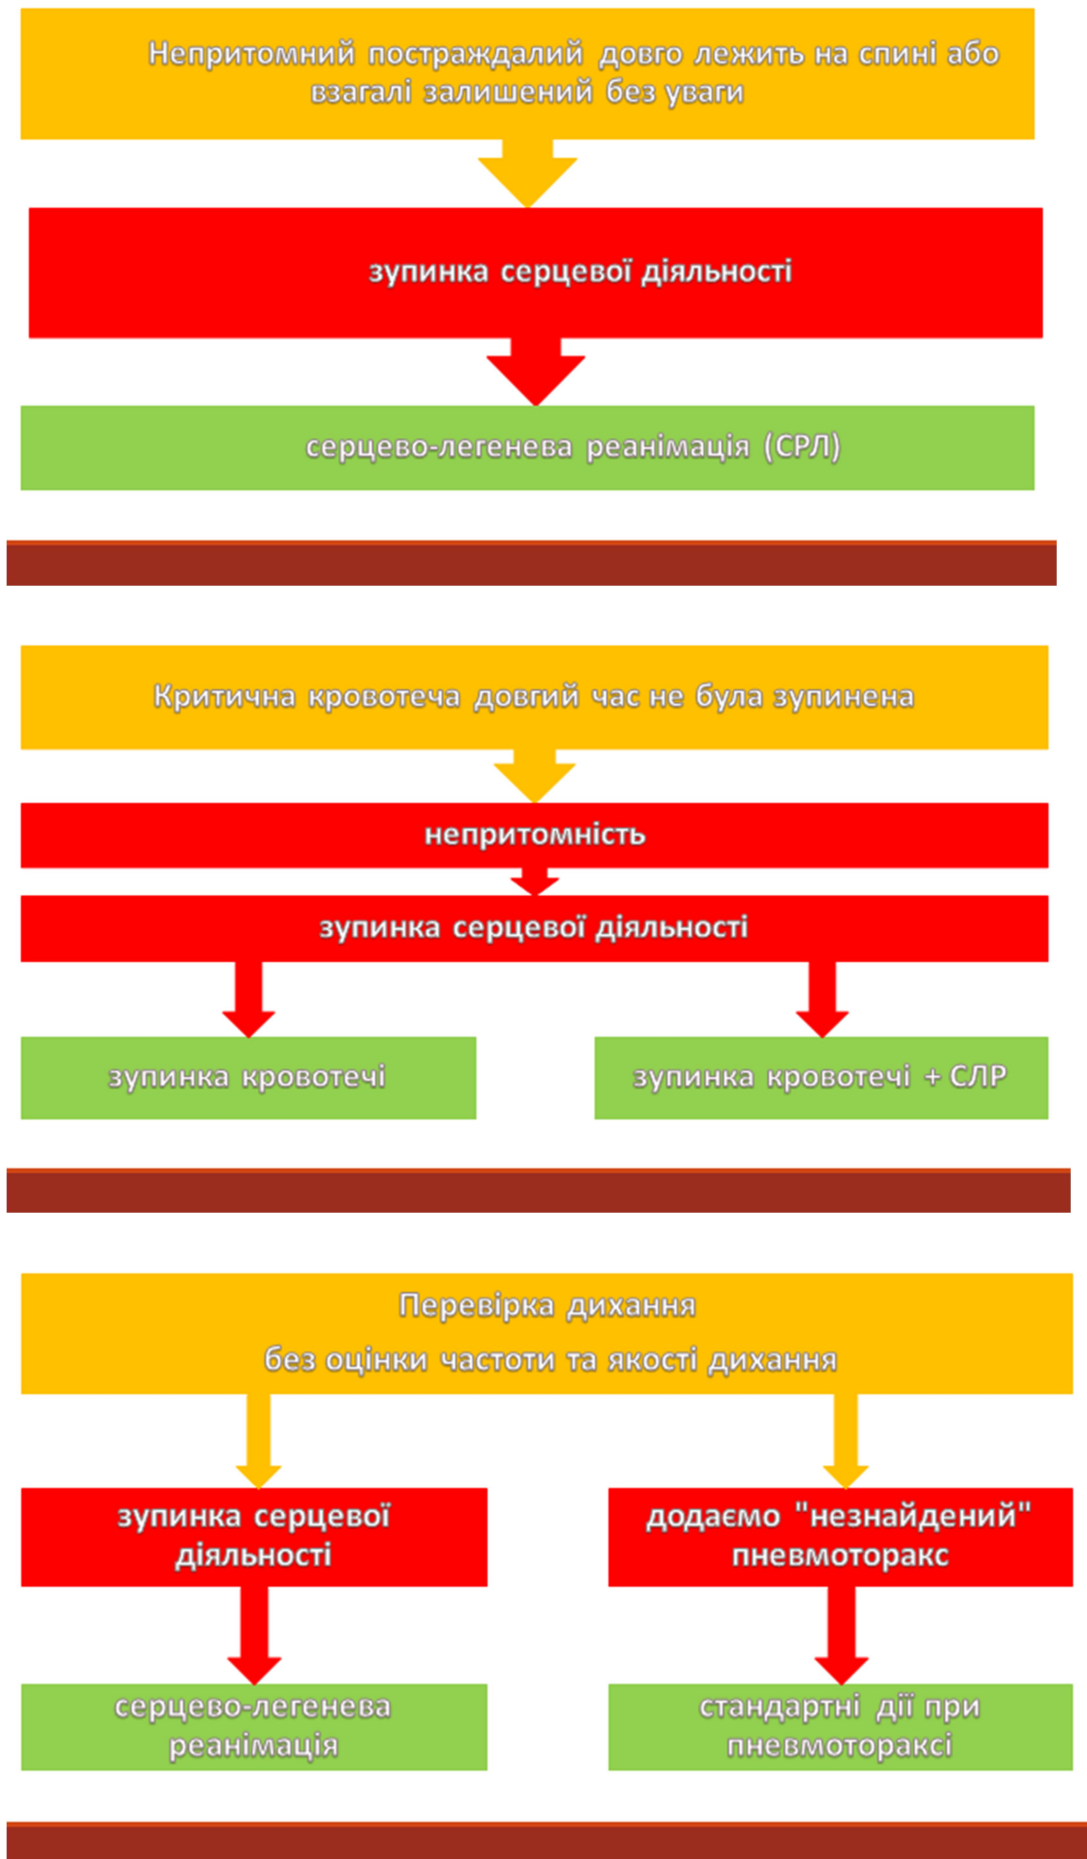 Непритомний постраждалий довго лежить на спині або
взагалі залишений без уваги
зупинка серцевої діяльності
серцево-легенева реанімація (СРЛ)
Критична кровотеча довгий час не була зупинена
непритомність
зупинка серцевої діяльності
зупинка кровотечі
зупинка кровотечі + СЛР
Перевірка дихання
без оцінки частоти та якості дихання
зупинка серцевої
діяльності
додаємо "незнайдений"
пневмоторакс
серцево-легенева
реанімація
стандартні дії при
пневмотораксі